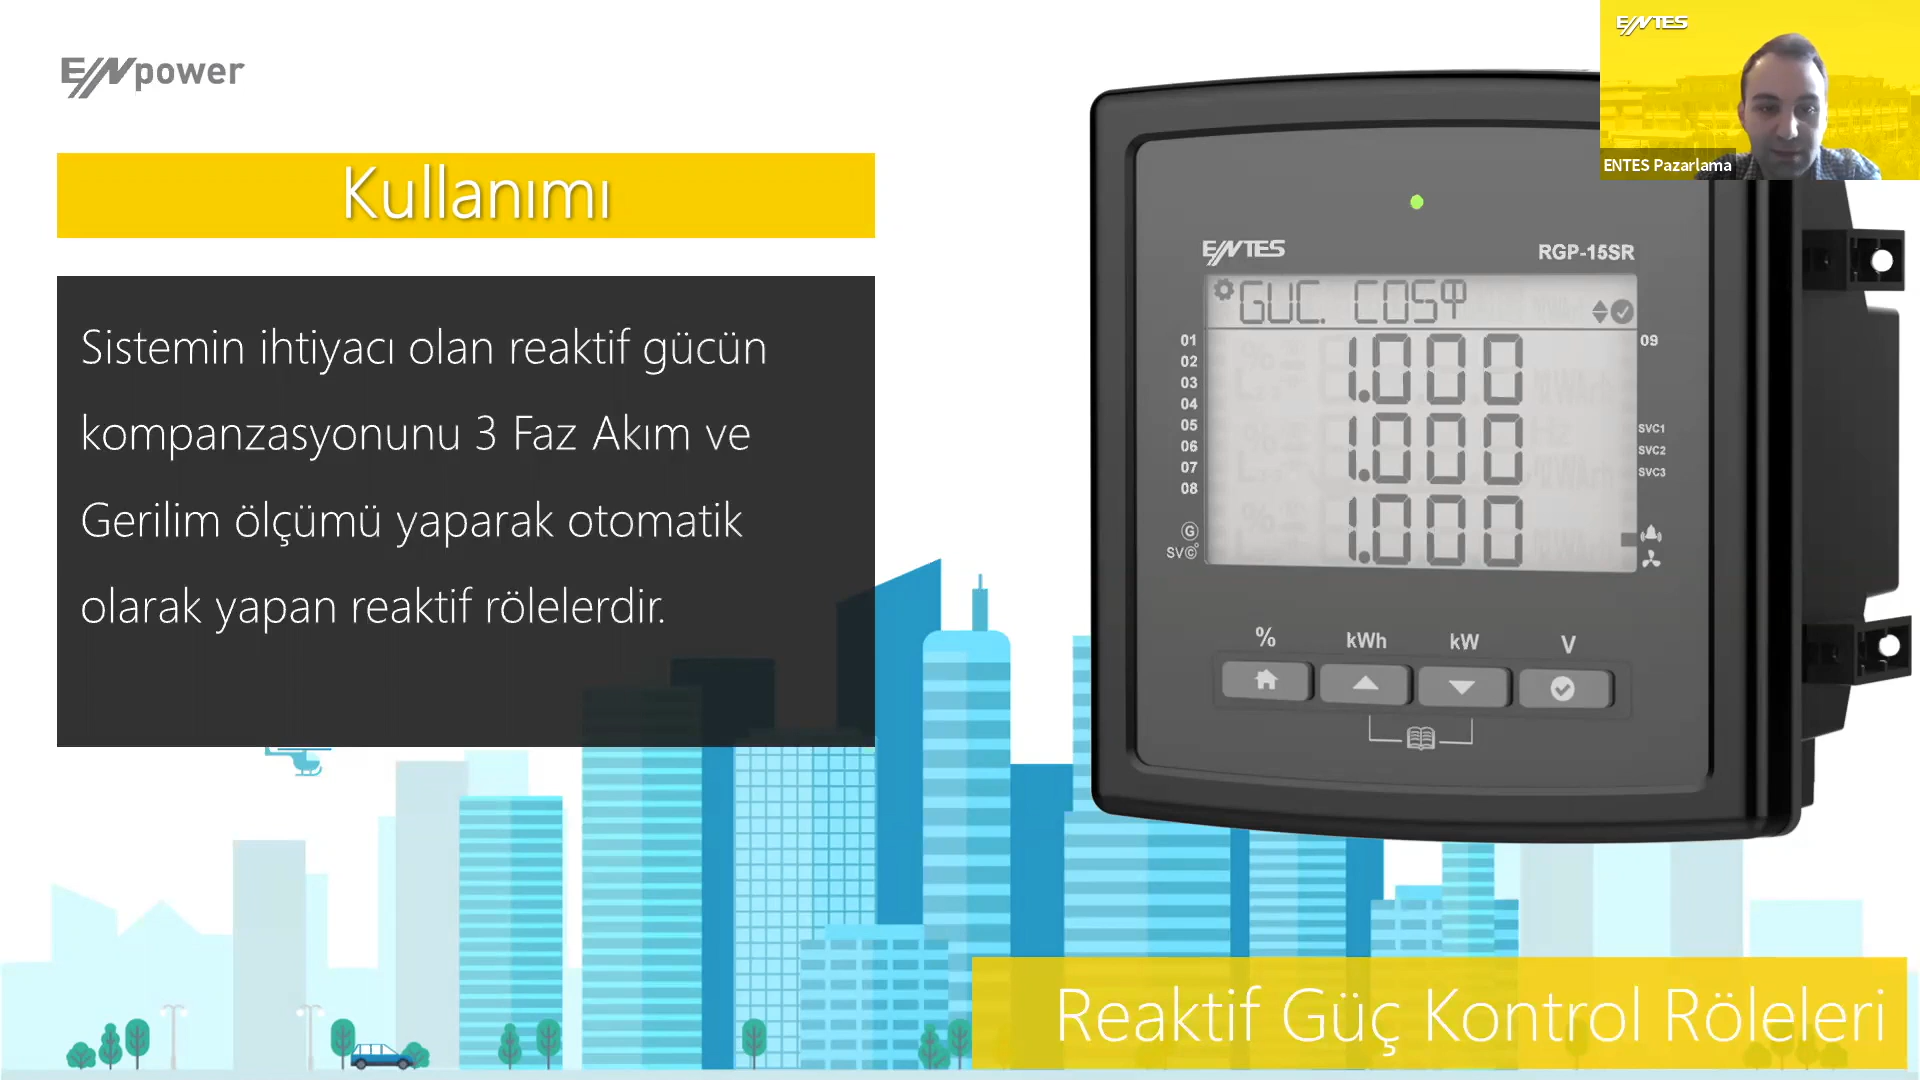 ENpower
ENTES
ENTES Pazarlama
Kullanımı
Sistemin ihtiyacı olan reaktif gücün
kompanzasyonunu 3 Faz Akım ve
Gerilim ölçümü yaparak otomatik
olarak yapan reaktif rölelerdir.
ENTES
RGP-15SR
GUC. COSφ
01
02
03
04
05
06
07
08
09
1.000
1.000
1.000
SVC1
SVC2
SVC3
G
SVC
%
kWh
kW
V
Reaktif Güç Kontrol Röleleri